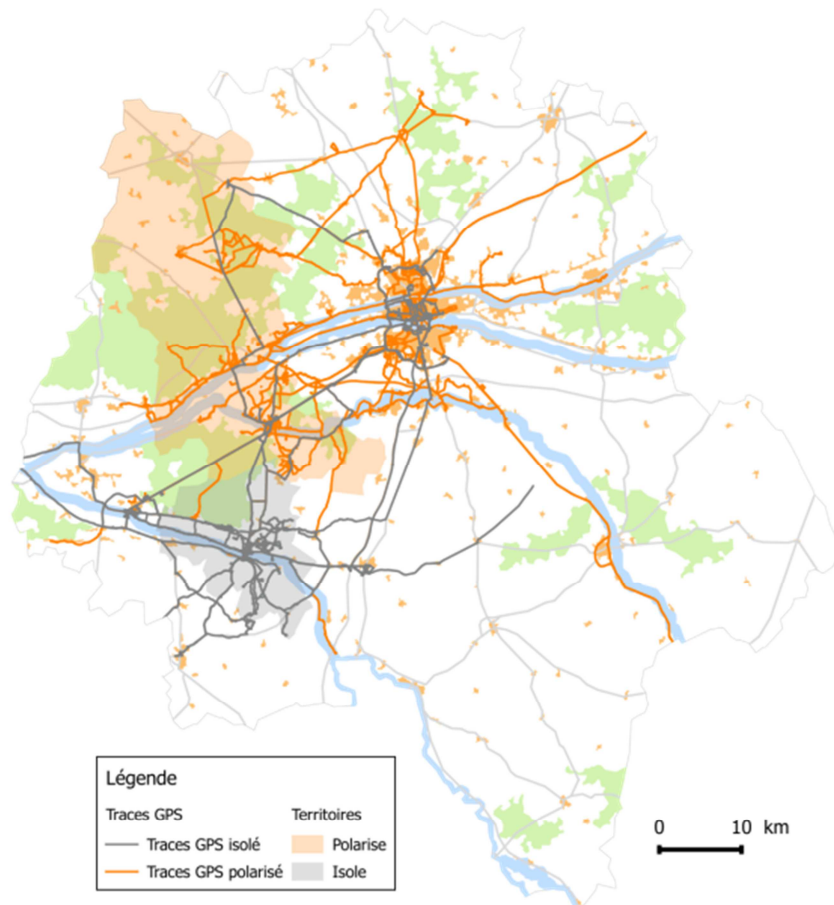 Légende
Traces GPS Territoires
Traces GPS isolé Polarise
Traces GPS polarisé Isole
0 10 km